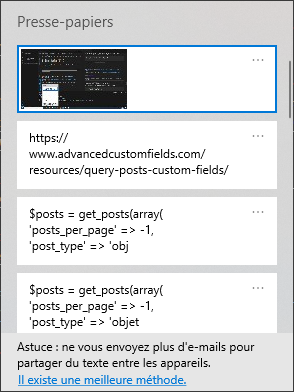 Presse-papiers
https://
www.advancedcustomfields.com/
resources/query-posts-custom-fields/
$posts = get_posts(array(
'posts_per_page' => -1,
'post_type' => 'obj
$posts = get_posts(array(
'posts_per_page' => -1,
'post_type' => 'objet
Astuce : ne vous envoyez plus d'e-mails pour
partager du texte entre les appareils.
Il existe une meilleure méthode.